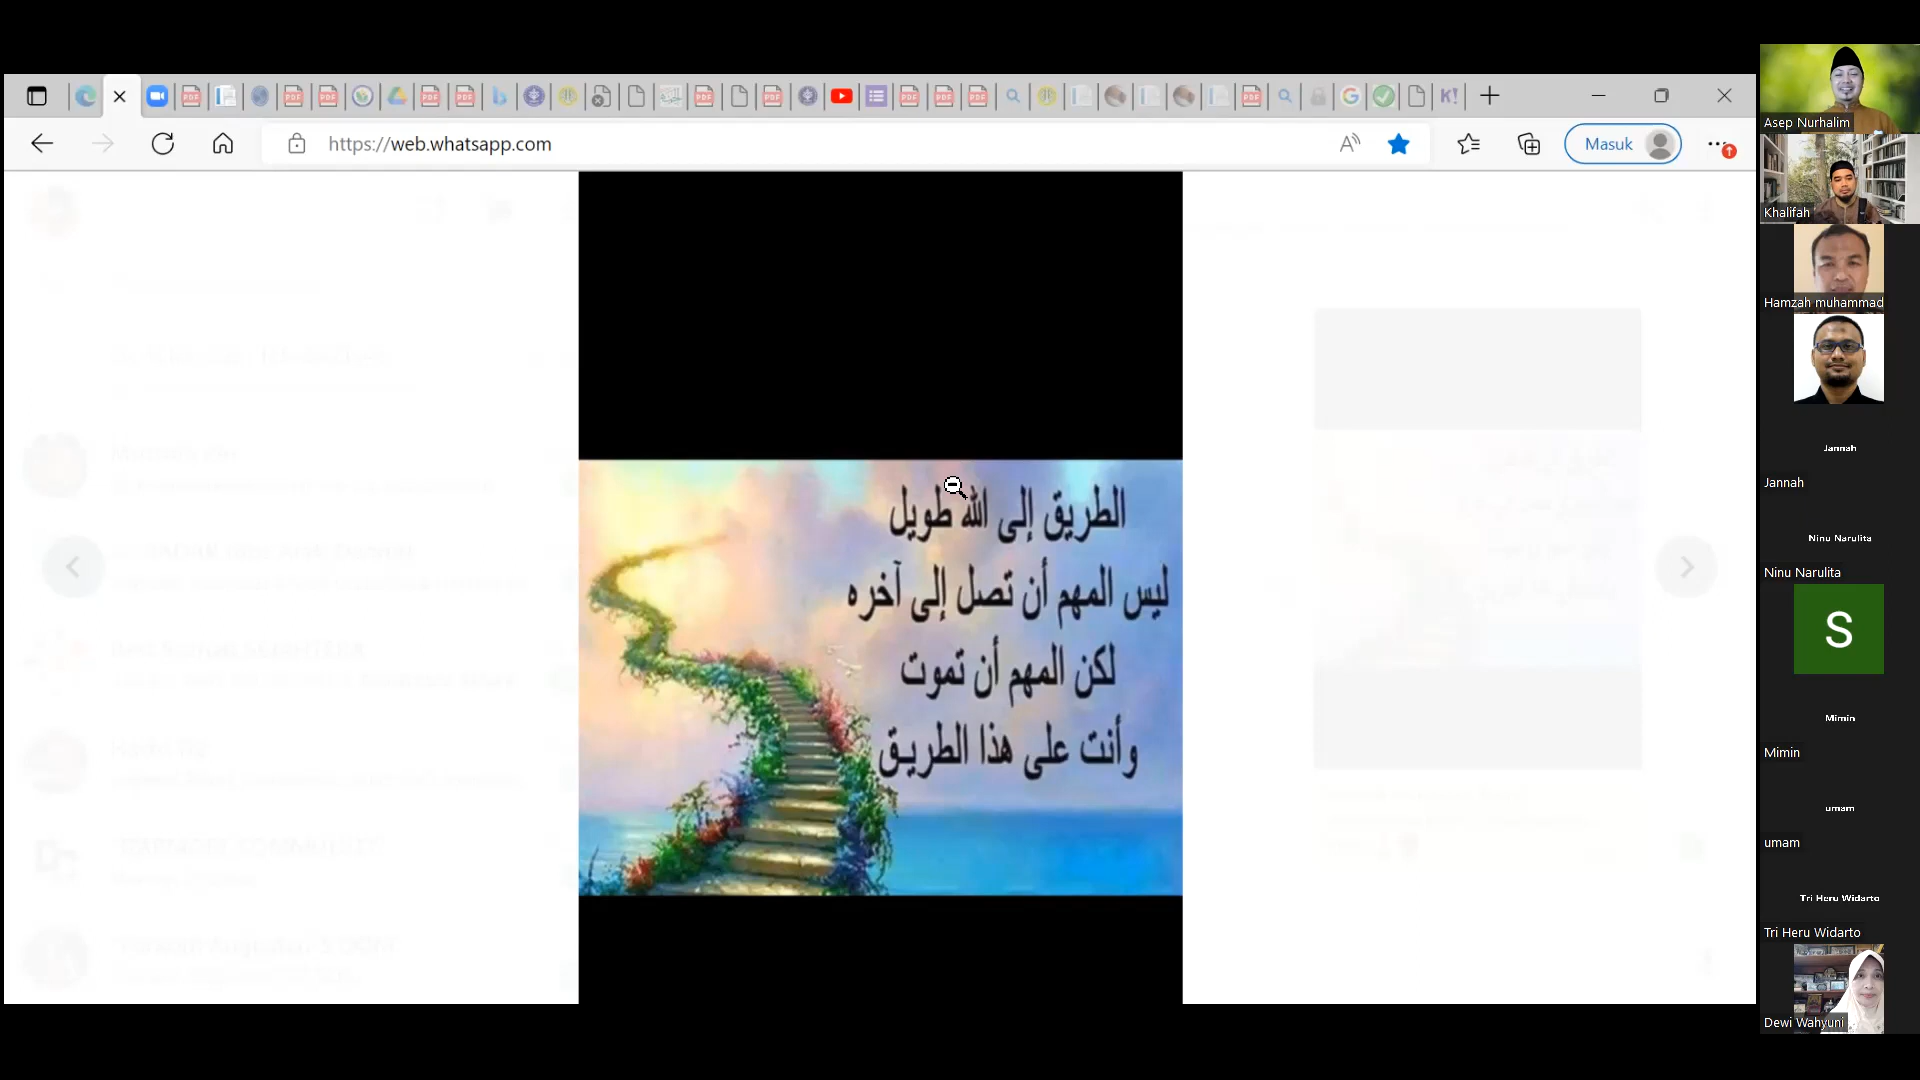 https://web.whatsapp.com
Masuk
الطريق إلى الله طويل
ليس المهم أن تصل إلى آخره
لكن المهم أن تموت
وأنت على هذا الطريق
Asep Nurhalim
Khalifah
Hamzah muhammad
Jannah
Jannah
Ninu Narulita
Ninu Narulita
S
Mimin
Mimin
umam
umam
Tri Heru Widarto
Tri Heru Widarto
Dewi Wahyuni